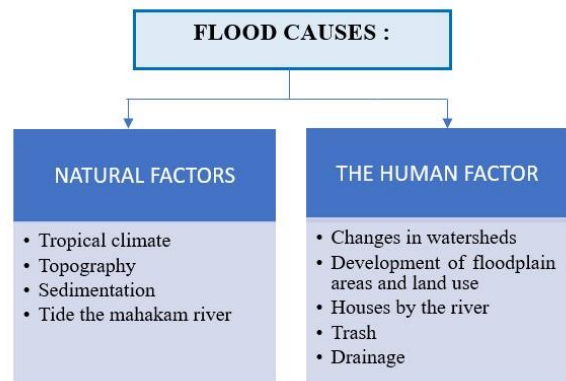 FLOOD CAUSES :
NATURAL FACTORS
• Tropical climate
• Topography
• Sedimentation
• Tide the mahakam river
THE HUMAN FACTOR
• Changes in watersheds
• Development of floodplain
areas and land use
• Houses by the river
• Trash
• Drainage